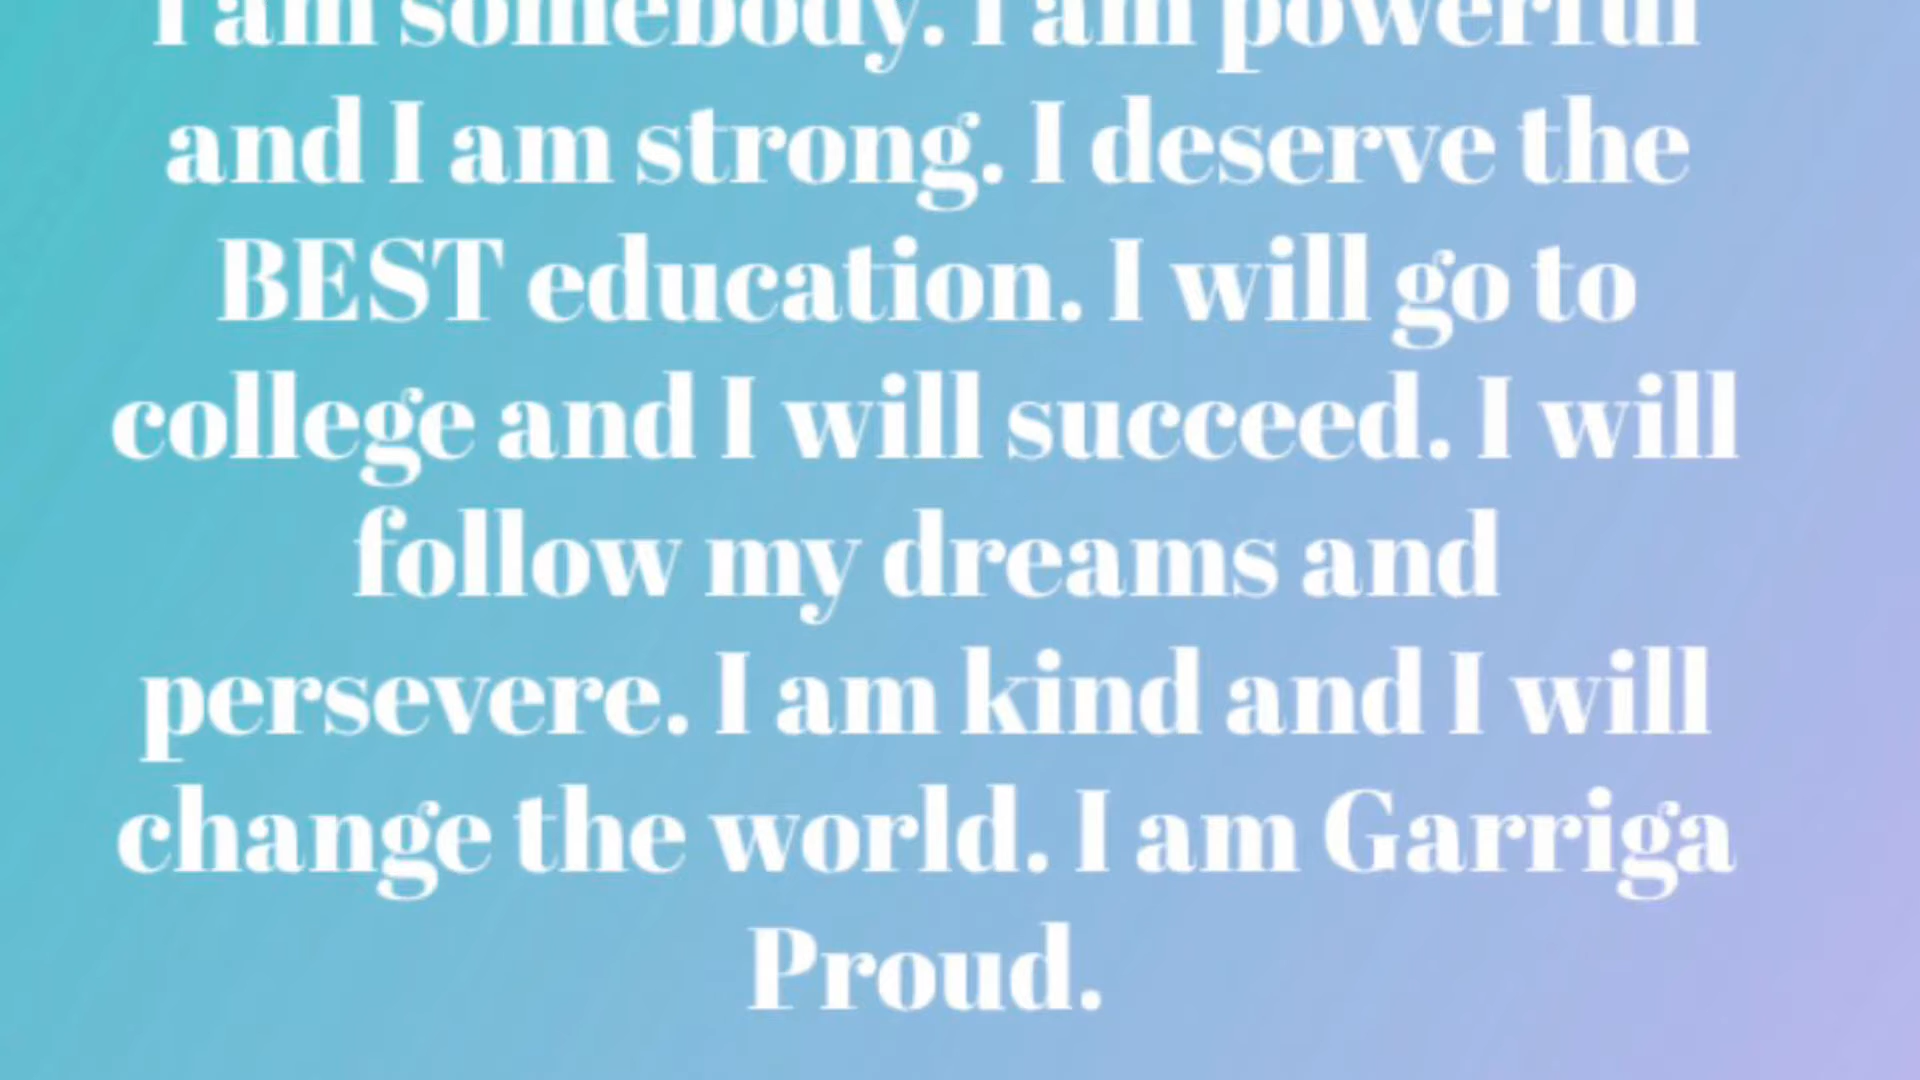 I am somebody. I am powerful
and I am strong. I deserve the
BEST education. I will go to
college and I will succeed. I will
follow my dreams and
persevere. I am kind and I will
change the world. I am Garriga
Proud.